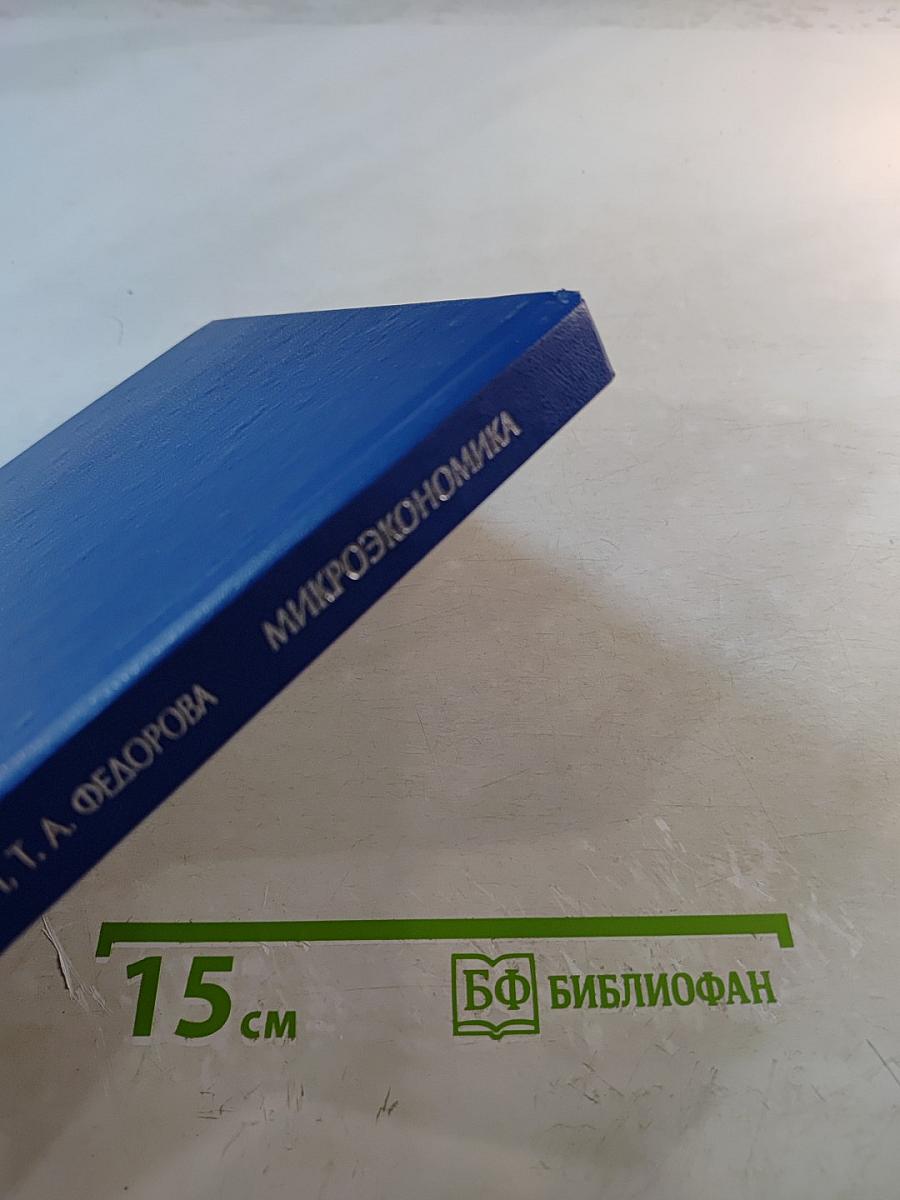 Т. А. ФЕДОРОВА МИКРОЭКОНОМИКА
15 см
БФ БИБЛИОФАН